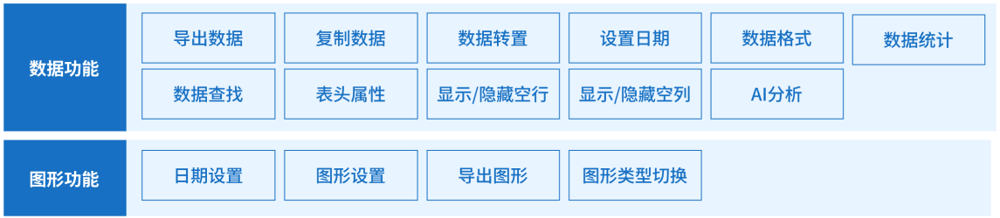 数据功能
导出数据
复制数据
数据转置
设置日期
数据格式
数据统计
数据查找
表头属性
显示/隐藏空行
显示/隐藏空列
AI分析
图形功能
日期设置
图形设置
导出图形
图形类型切换